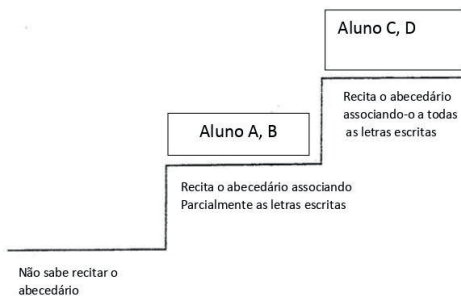 Aluno C, D
Recita o abecedário
associando-o a todas
as letras escritas
Aluno A, B
Recita o abecedário associando
Parcialmente as letras escritas
Não sabe recitar o
abecedário